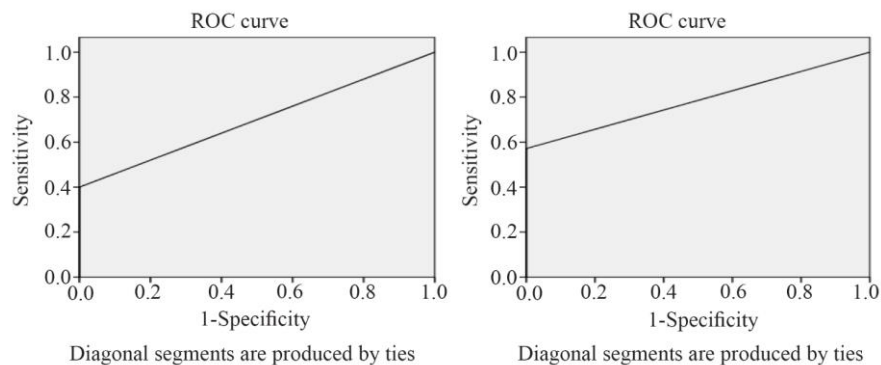 ROC curve
1.0
0.8
0.6
0.4
0.2
0.0
Sensitivity
0.0 0.2 0.4 0.6 0.8 1.0
1-Specificity
Diagonal segments are produced by ties
ROC curve
1.0
0.8
0.6
0.4
0.2
0.0
Sensitivity
0.0 0.2 0.4 0.6 0.8 1.0
1-Specificity
Diagonal segments are produced by ties